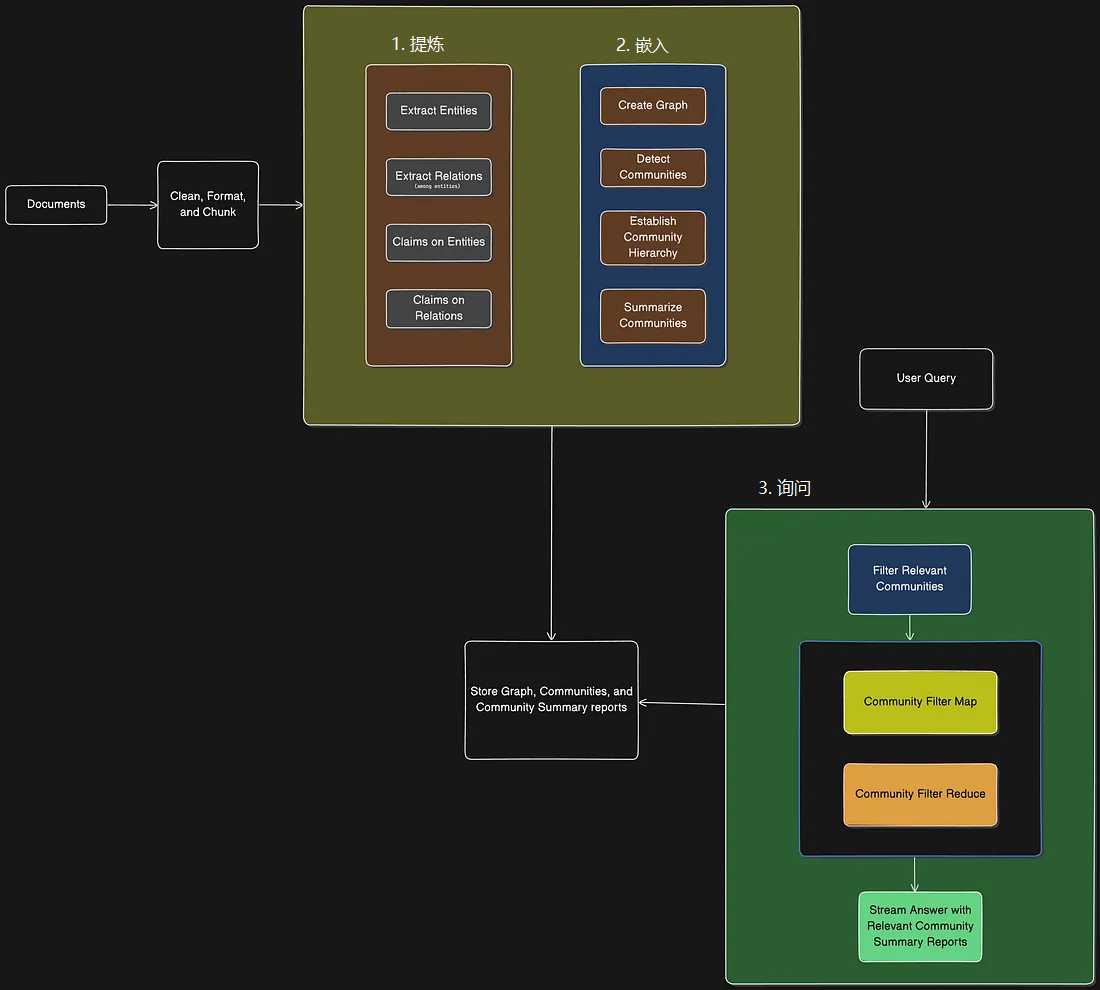 1. 提炼
2. 嵌入
Extract Entities
Extract Relations
(among entities)
Claims on Entities
Claims on
Relations
Create Graph
Detect
Communities
Establish
Community
Hierarchy
Summarize
Communities
Documents
Clean, Format,
and Chunk
User Query
3. 询问
Filter Relevant
Communities
Community Filter Map
Community Filter Reduce
Stream Answer with
Relevant Community
Summary Reports
Store Graph, Communities, and
Community Summary reports